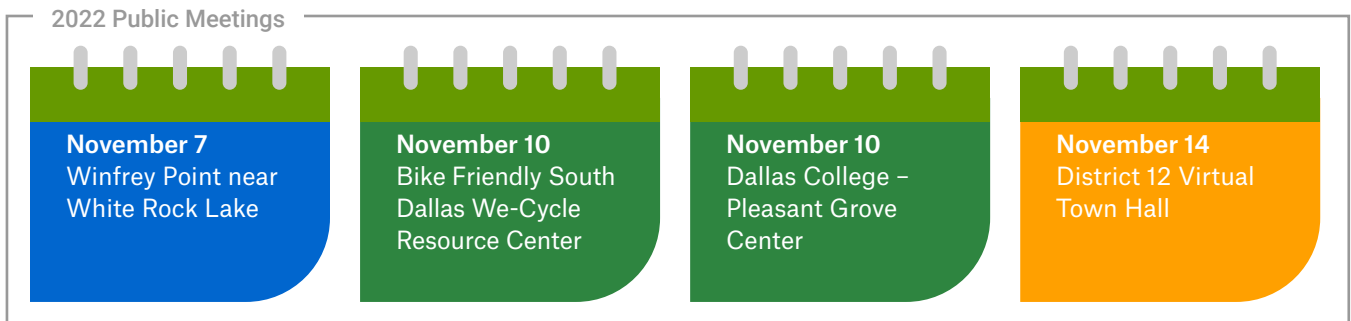 2022 Public Meetings
November 7
Winfrey Point near
White Rock Lake
November 10
Bike Friendly South
Dallas We-Cycle
Resource Center
November 10
Dallas College –
Pleasant Grove
Center
November 14
District 12 Virtual
Town Hall